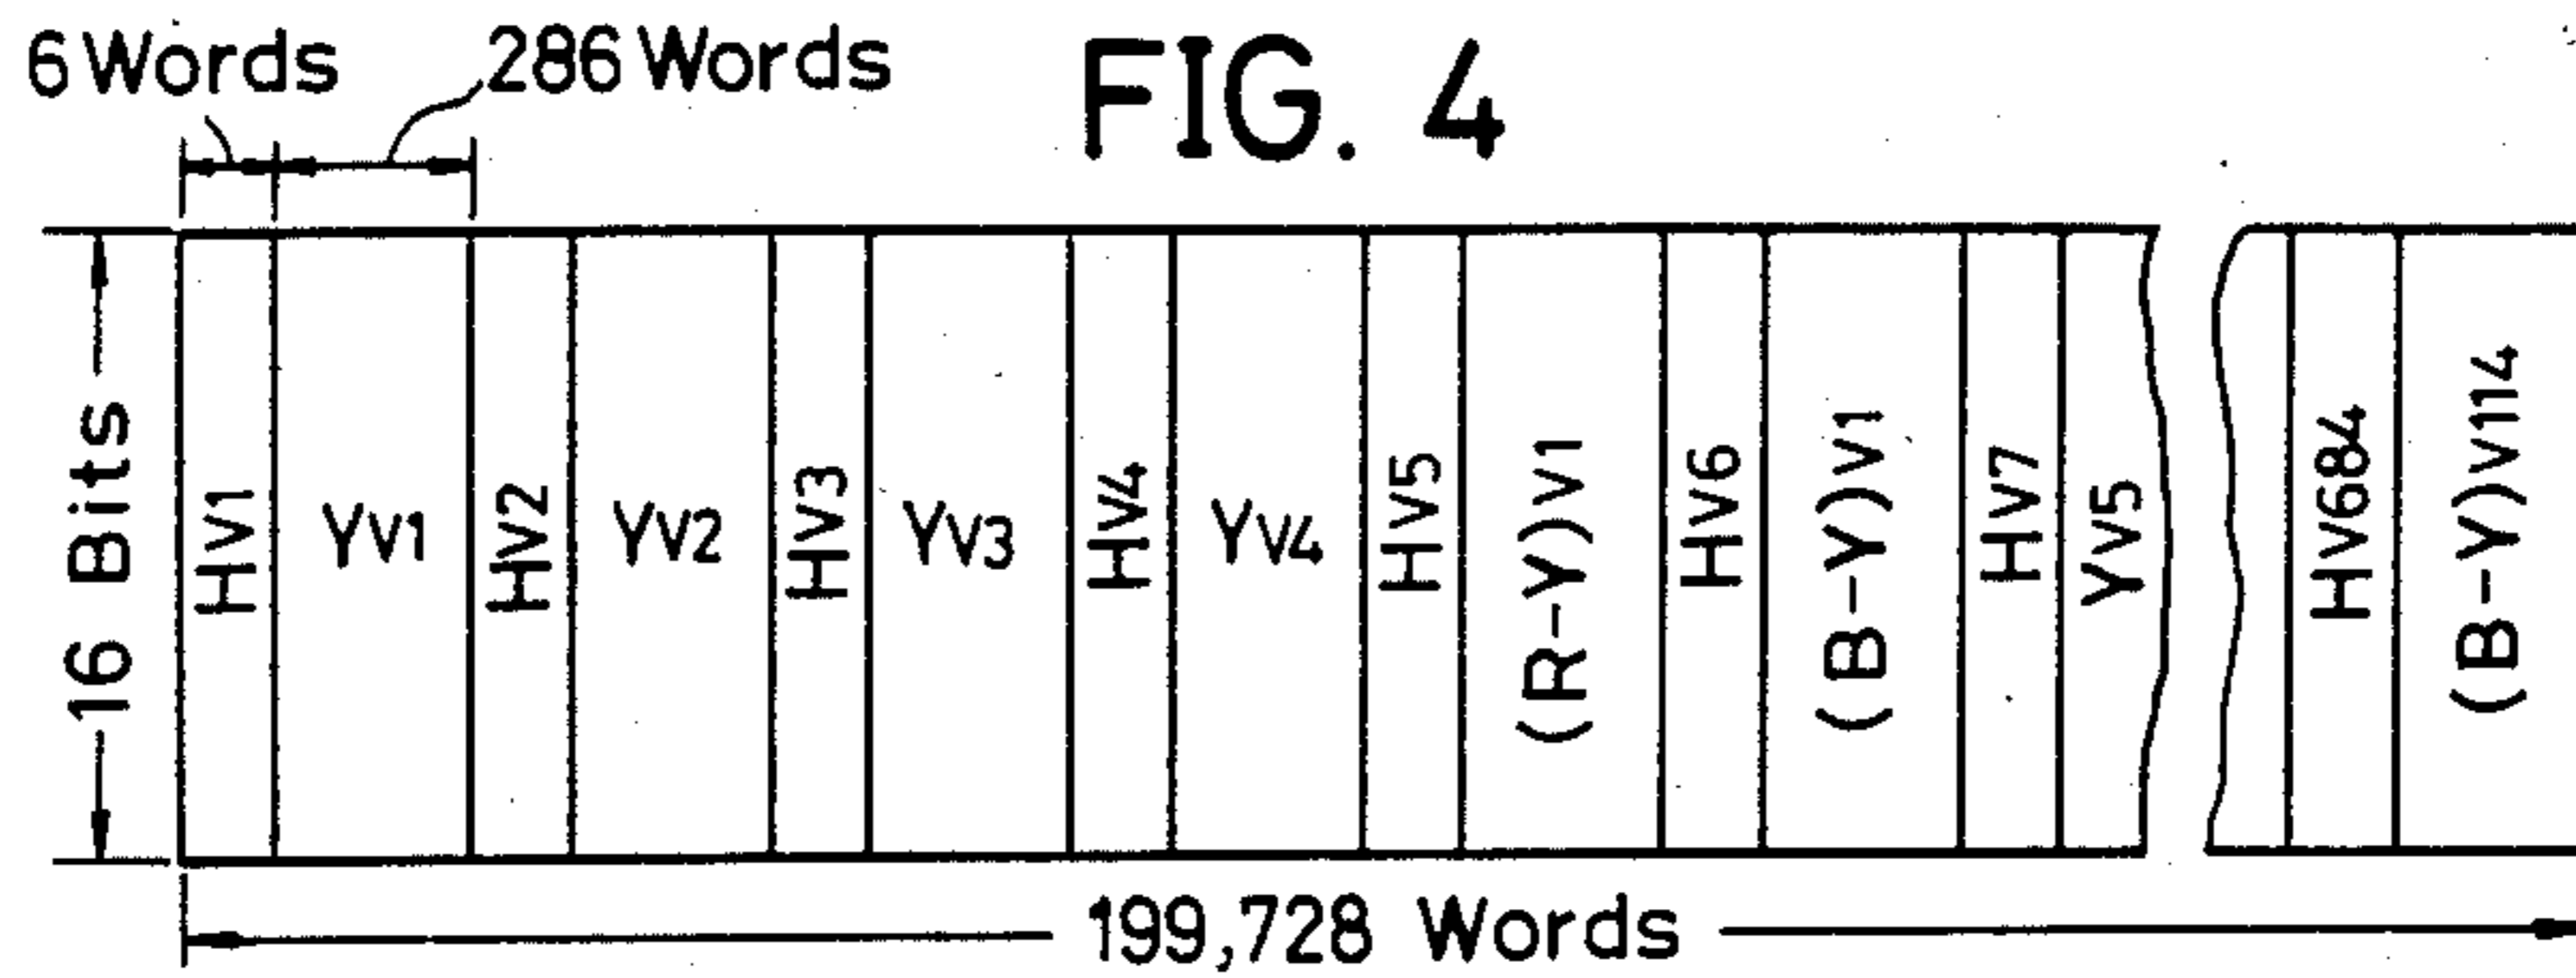 6 Words
286 Words
FIG. 4
16 Bits
HV1
YV1
HV2
YV2
HV3
YV3
HV4
YV4
HV5
(R-Y)V1
HV6
(B-Y)V1
HV7
YV5
HV684
(B-Y)V114
199,728 Words